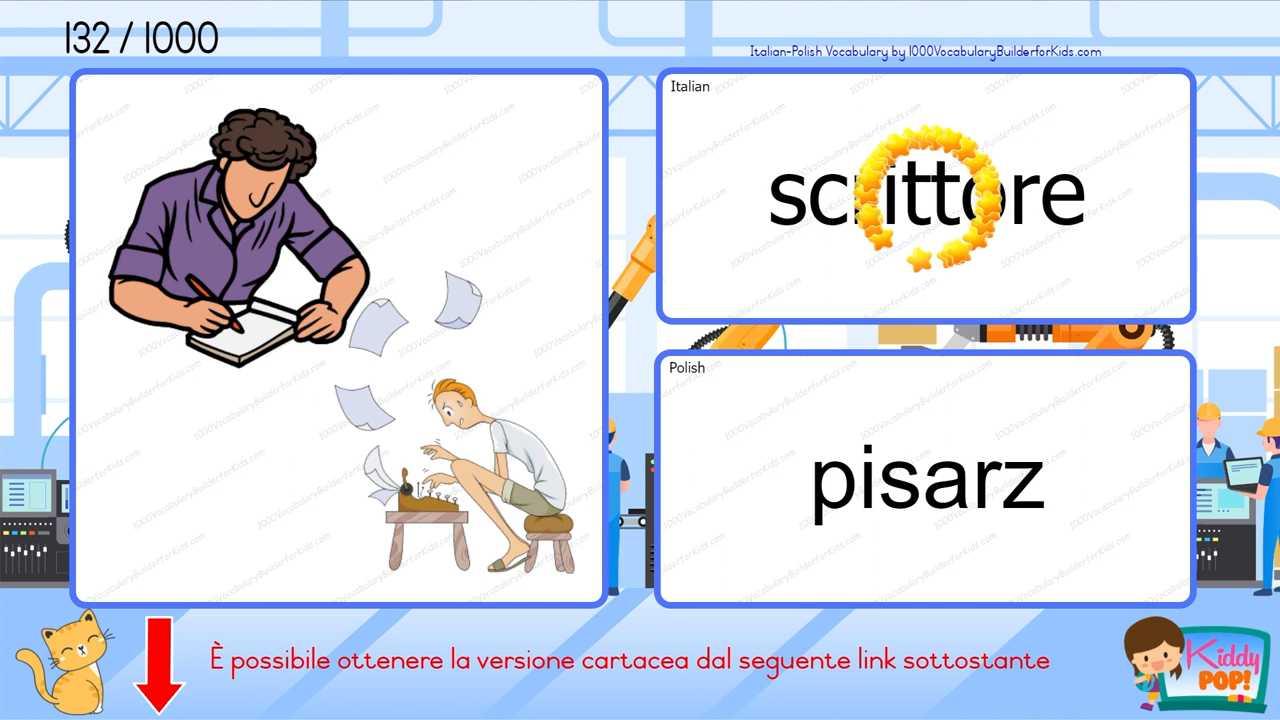 132 / 1000
Italian-Polish Vocabulary by 1000VocabularyBuilderforKids.com
Italian
scrittore
Polish
pisarz
È possibile ottenere la versione cartacea dal seguente link sottostante
Kiddy
POP!